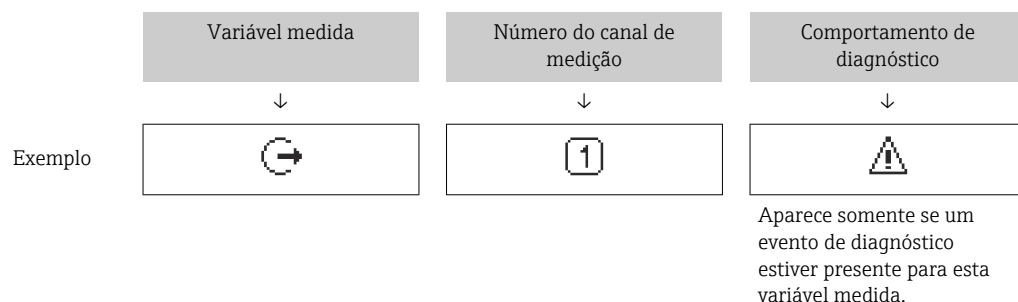 Variável medida
Número do canal de
medição
Comportamento de
diagnóstico
↓ ↓ ↓
Exemplo
1
Aparece somente se um
evento de diagnóstico
estiver presente para esta
variável medida.